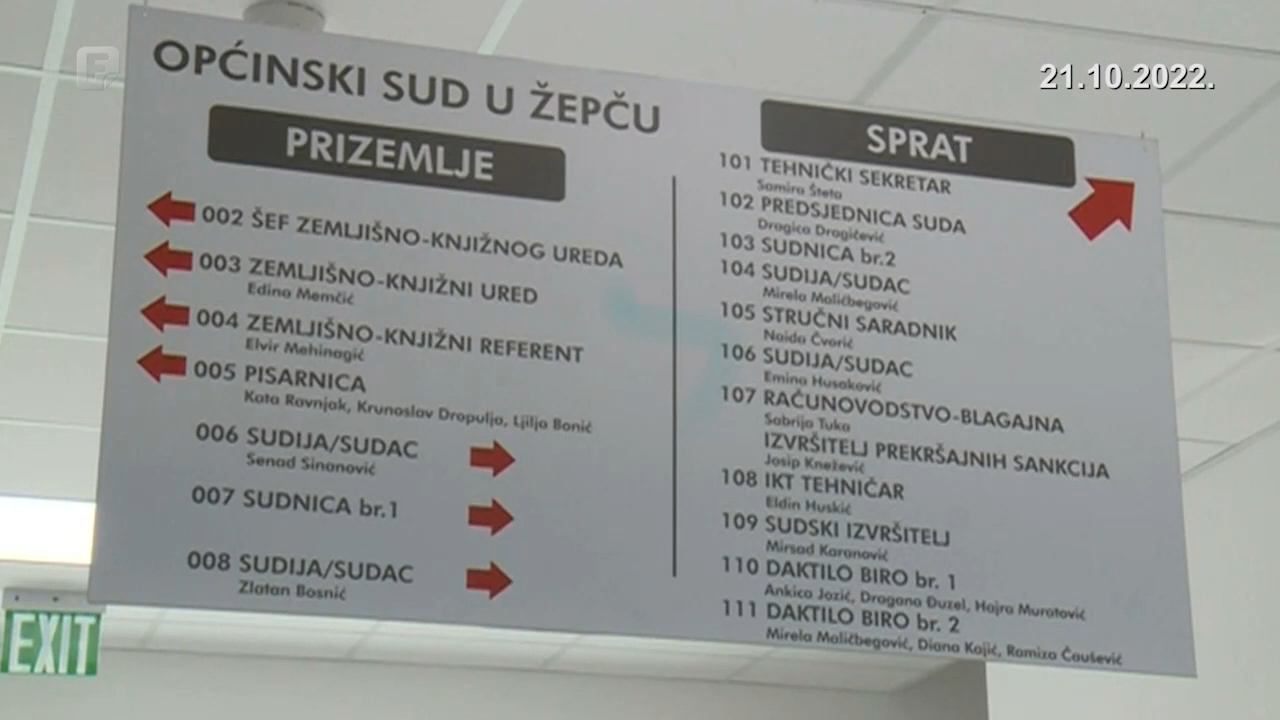 21.10.2022.
OPĆINSKI SUD U ŽEPČU
PRIZEMLJE
002 ŠEF ZEMLJIŠNO-KNJIŽNOG UREDA
003 ZEMLJIŠNO-KNJIŽNI URED
Edina Memčić
004 ZEMLJIŠNO-KNJIŽNI REFERENT
Elvir Mehinagić
005 PISARNICA
Kata Ravnjak, Krunoslav Dropulja, Ljilja Bonić
006 SUDIJA/SUDAC
Senad Sinanović
007 SUDNICA br.1
008 SUDIJA/SUDAC
Zlatan Bosnić
SPRAT
101 TEHNIČKI SEKRETAR
Samira Šteta
102 PREDSJEDNICA SUDA
Dragica Dragičević
103 SUDNICA br.2
104 SUDIJA/SUDAC
Mirela Maličbegović
105 STRUČNI SARADNIK
Naida Čvorić
106 SUDIJA/SUDAC
Emina Husaković
107 RAČUNOVODSTVO-BLAGAJNA
Sabrija Tuka
IZVRŠITELJ PREKRŠAJNIH SANKCIJA
Josip Knežević
108 IKT TEHNIČAR
Eldin Huskić
109 SUDSKI IZVRŠITELJ
Mirsad Karanović
110 DAKTILO BIRO br. 1
Ankica Jozić, Dragana Đuzel, Hajra Muratović
111 DAKTILO BIRO br. 2
Mirela Maličbegović, Diana Kajić, Ramiza Čaušević
EXIT